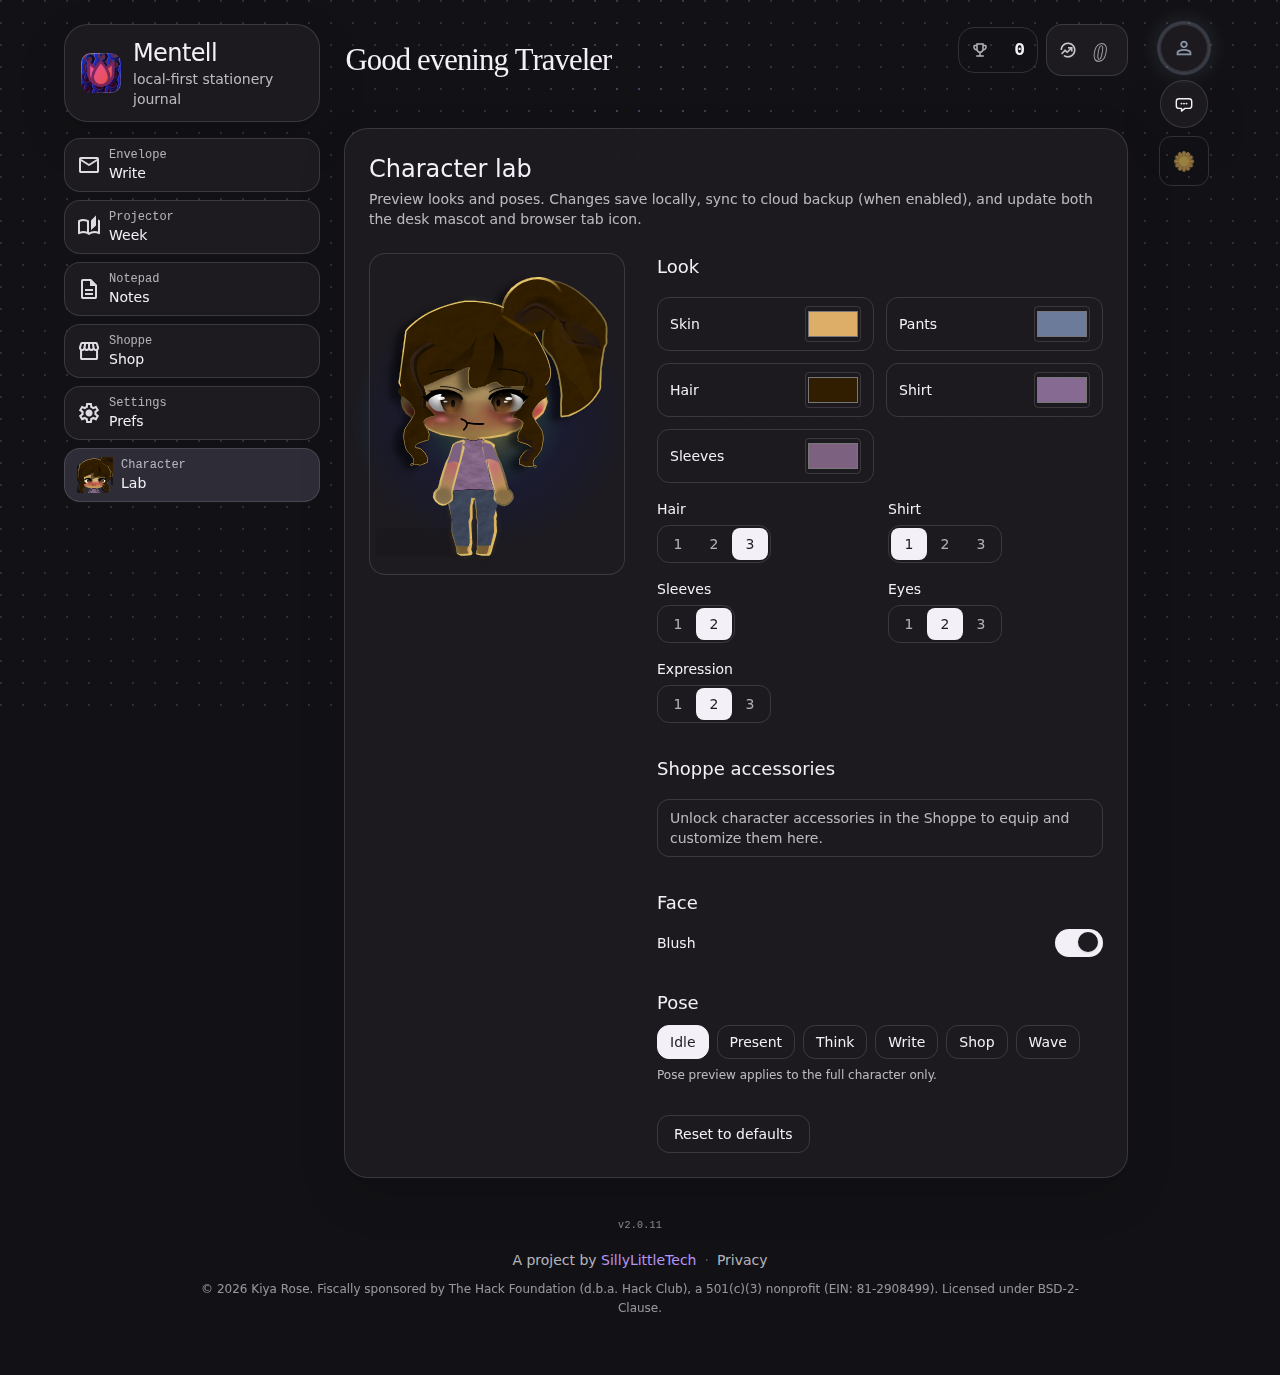 Mentell
local-first stationery
journal
Good evening Traveler
0
0
Envelope
Write
Projector
Week
Notepad
Notes
Shoppe
Shop
Settings
Prefs
Character
Lab
Character lab
Preview looks and poses. Changes save locally, sync to cloud backup (when enabled), and update both
the desk mascot and browser tab icon.
Look
Skin
Pants
Hair
Shirt
Sleeves
Hair
Shirt
1 2 3
1 2 3
Sleeves
Eyes
1 2
1 2 3
Expression
1 2 3
Shoppe accessories
Unlock character accessories in the Shoppe to equip and
customize them here.
Face
Blush
Pose
Idle Present Think Write Shop Wave
Pose preview applies to the full character only.
Reset to defaults
v2.0.11
A project by SillyLittleTech · Privacy
© 2026 Kiya Rose. Fiscally sponsored by The Hack Foundation (d.b.a. Hack Club), a 501(c)(3) nonprofit (EIN: 81-2908499). Licensed under BSD-2-
Clause.